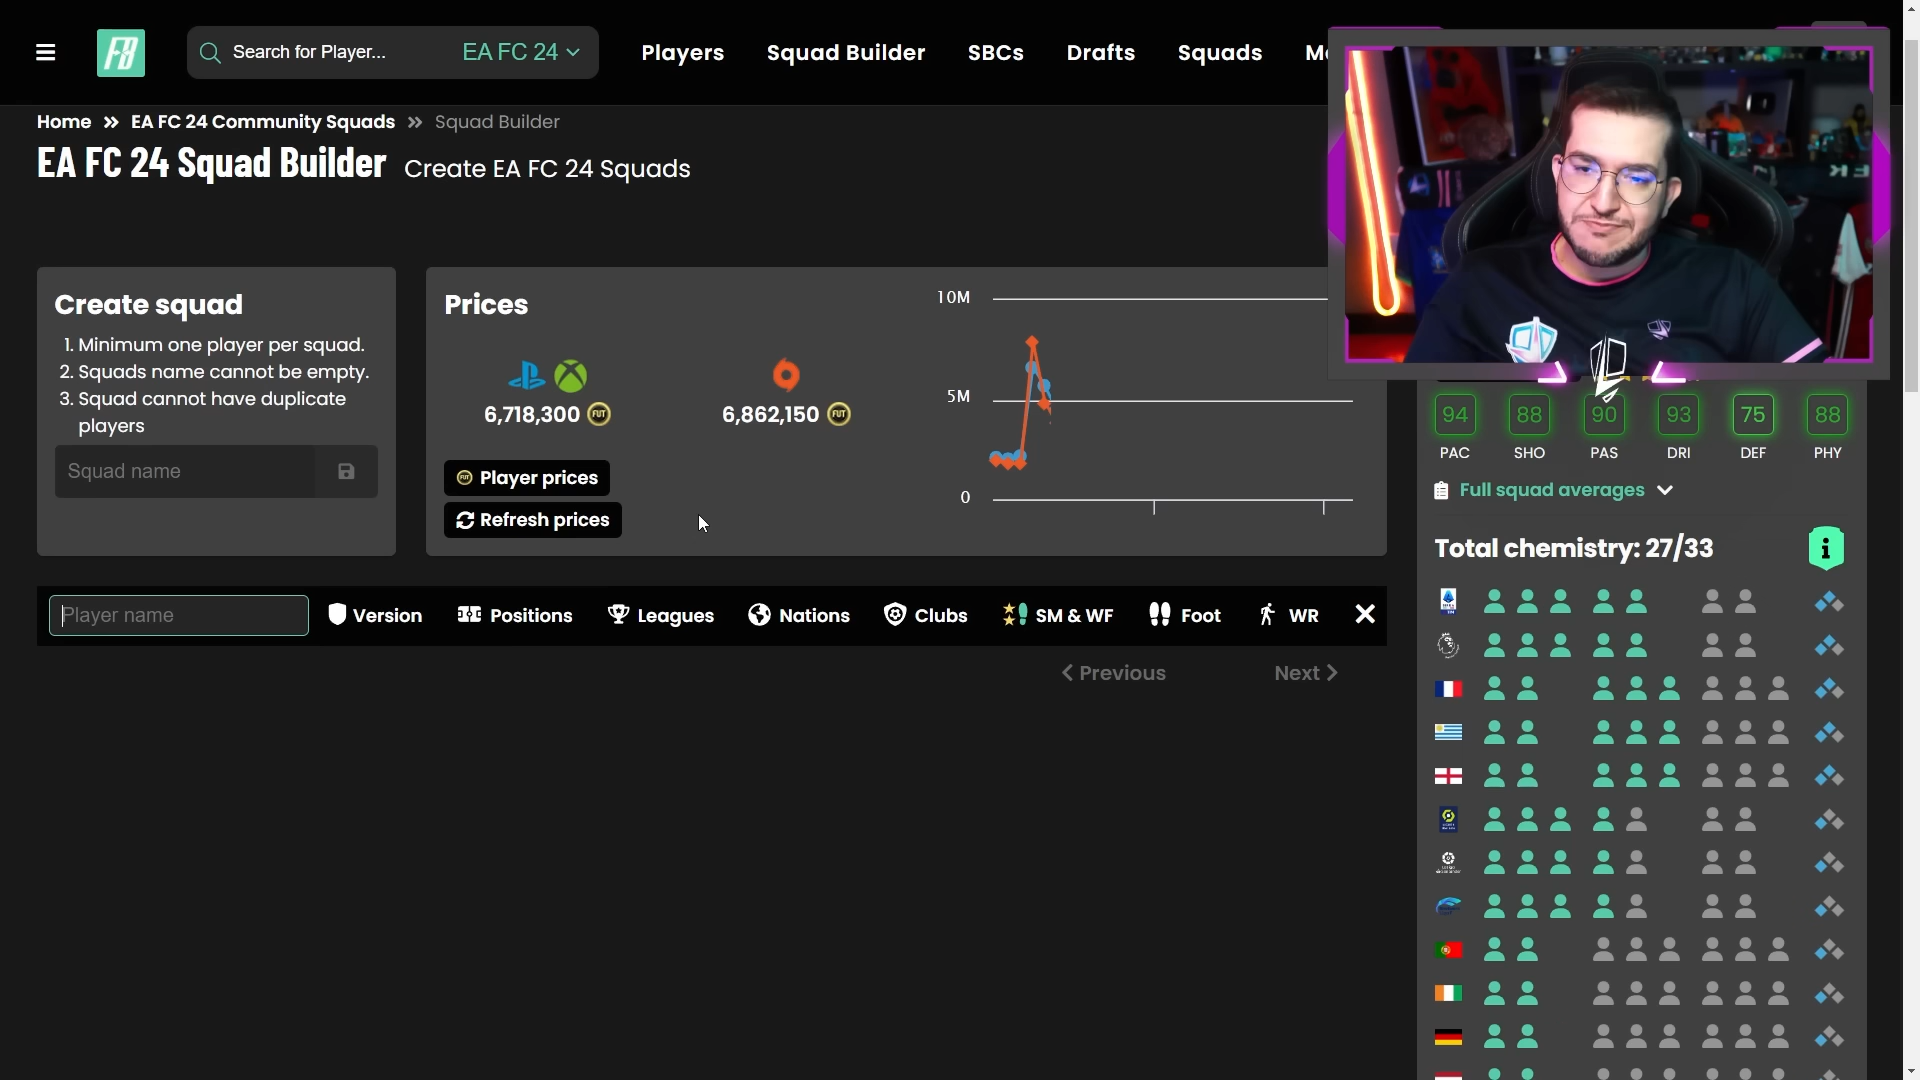 FB
Search for Player...
EA FC 24
Players
Squad Builder
SBCs
Drafts
Squads
Home » EA FC 24 Community Squads » Squad Builder
EA FC 24 Squad Builder
Create EA FC 24 Squads
Create squad
1. Minimum one player per squad.
2. Squads name cannot be empty.
3. Squad cannot have duplicate
players
Squad name
Prices
6,718,300 FUT
6,862,150 FUT
Player prices
Refresh prices
10M
5M
0
94 88 90 93 75 88
PAC SHO PAS DRI DEF PHY
Full squad averages
Total chemistry: 27/33
Player name
Version
Positions
Leagues
Nations
Clubs
SM & WF
Foot
WR
Previous
Next